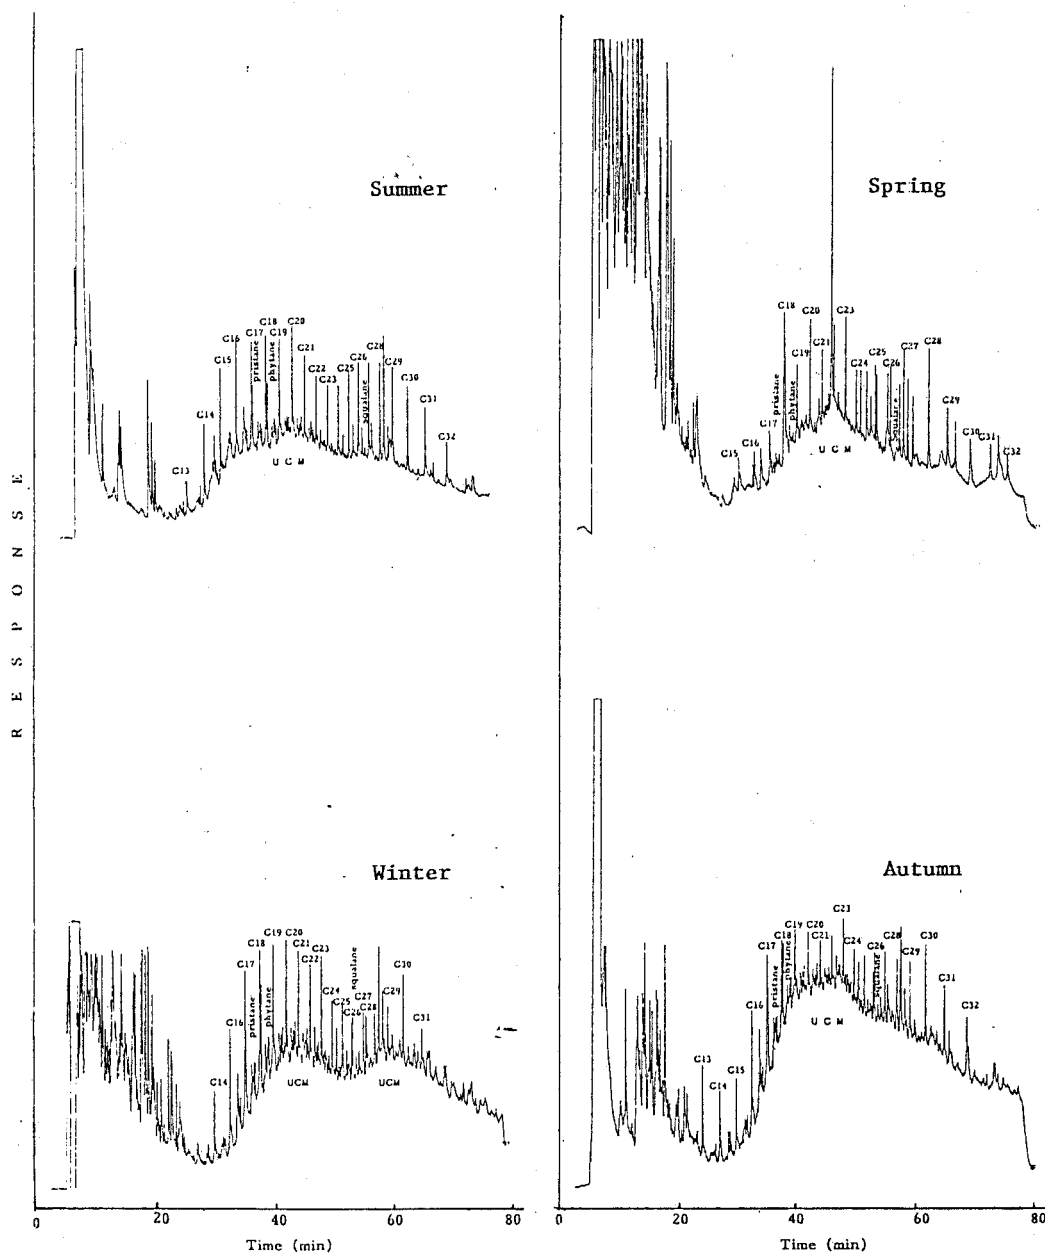 RESPONSE
Summer
C13
C14
C15
C16
C17
pristane
C18
phytane
C19
C20
C21
C22
C23
C25
C26
squalane
C28
C29
C30
C31
C32
U C M
Spring
C15
C16
C17
pristane
C18
phytane
C19
C20
C21
C23
C24
C25
C26
squalane
C27
C28
C29
C30
C31
C32
U C M
Winter
C14
C16
C17
pristane
C18
phytane
C19
C20
C21
C22
C23
C24
C25
C26
squalane
C27
C28
C29
C30
C31
UCM
UCM
0 20 40 60 80
Time (min)
Autumn
C13
C14
C15
C16
C17
pristane
C18
phytane
C19
C20
C21
C23
C24
C26
squalane
C28
C29
C30
C31
C32
U C M
0 20 40 60 80
Time (min)